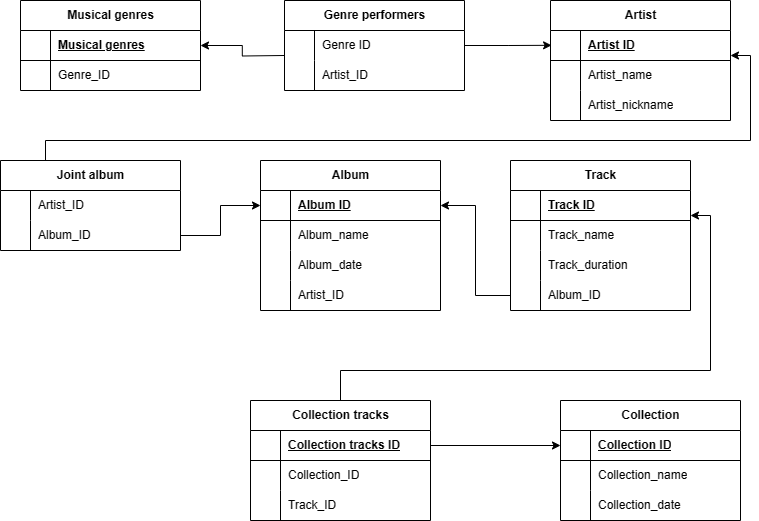 Musical genres
Musical genres
Genre_ID
Genre performers
Genre ID
Artist_ID
Artist
Artist ID
Artist_name
Artist_nickname
Joint album
Artist_ID
Album_ID
Album
Album ID
Album_name
Album_date
Artist_ID
Track
Track ID
Track_name
Track_duration
Album_ID
Collection tracks
Collection tracks ID
Collection_ID
Track_ID
Collection
Collection ID
Collection_name
Collection_date